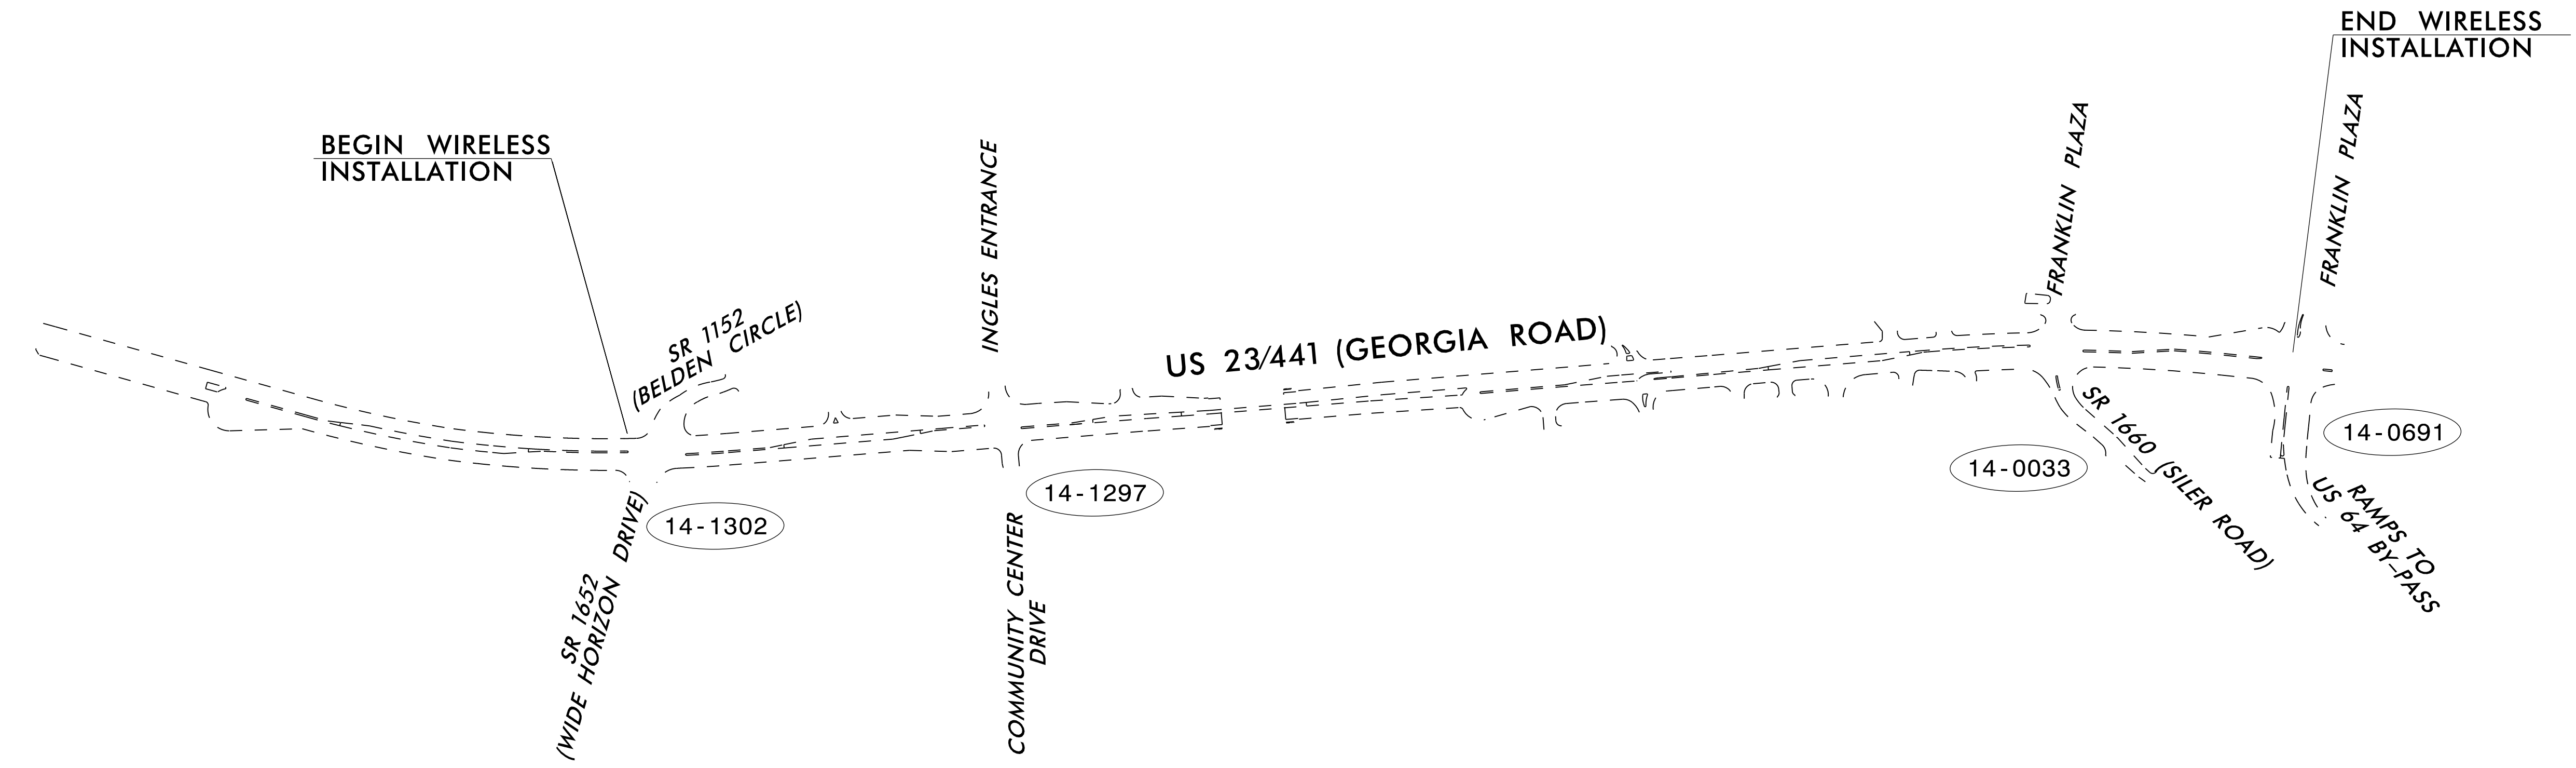 END WIRELESS
INSTALLATION
BEGIN WIRELESS
INSTALLATION
SR 1152
(BELDEN CIRCLE)
INGLES ENTRANCE
US 23/441 (GEORGIA ROAD)
FRANKLIN PLAZA
FRANKLIN PLAZA
14-1302
14-1297
14-0033
14-0691
SR 1652
(WIDE HORIZON DRIVE)
COMMUNITY CENTER
DRIVE
SR 1660 (SILER ROAD)
RAMPS TO
US 64 BY-PASS